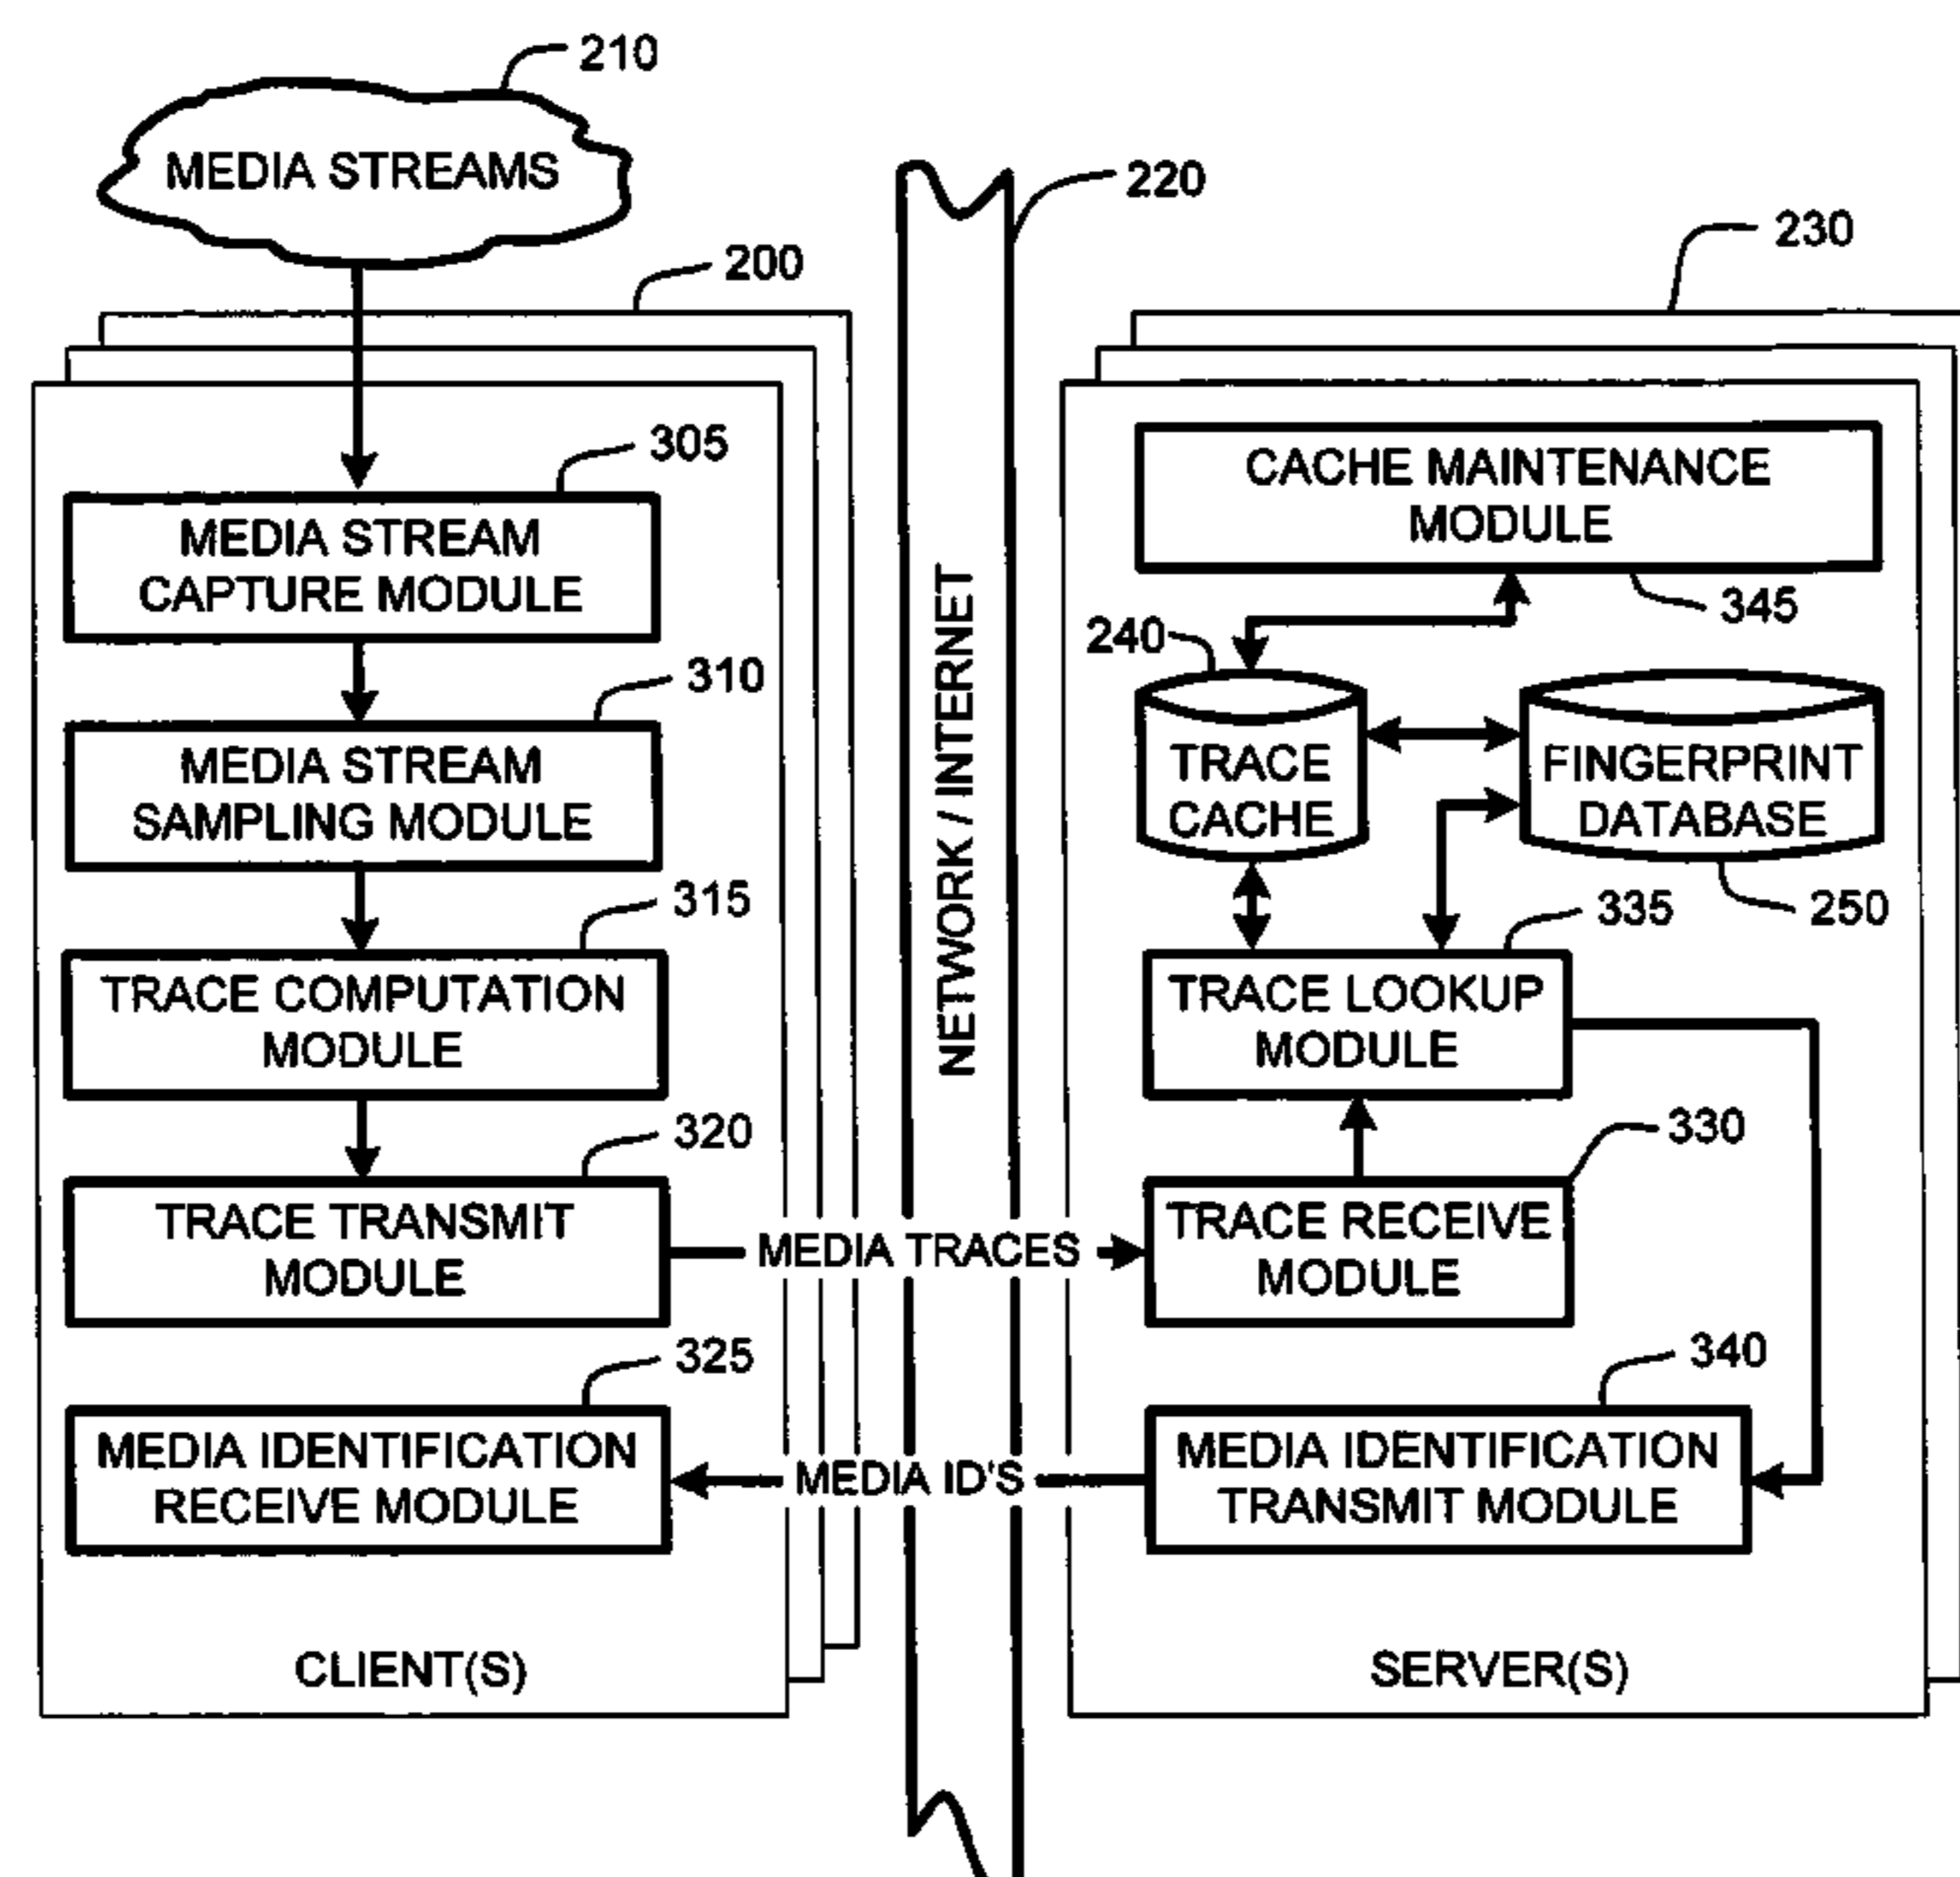 210
MEDIA STREAMS
220
200
230
305
MEDIA STREAM
CAPTURE MODULE
310
MEDIA STREAM
SAMPLING MODULE
315
TRACE COMPUTATION
MODULE
320
TRACE TRANSMIT
MODULE
325
MEDIA IDENTIFICATION
RECEIVE MODULE
CLIENT(S)
NETWORK / INTERNET
MEDIA TRACES
MEDIA ID'S
CACHE MAINTENANCE
MODULE
345
240
TRACE
CACHE
FINGERPRINT
DATABASE
250
335
TRACE LOOKUP
MODULE
330
TRACE RECEIVE
MODULE
340
MEDIA IDENTIFICATION
TRANSMIT MODULE
SERVER(S)